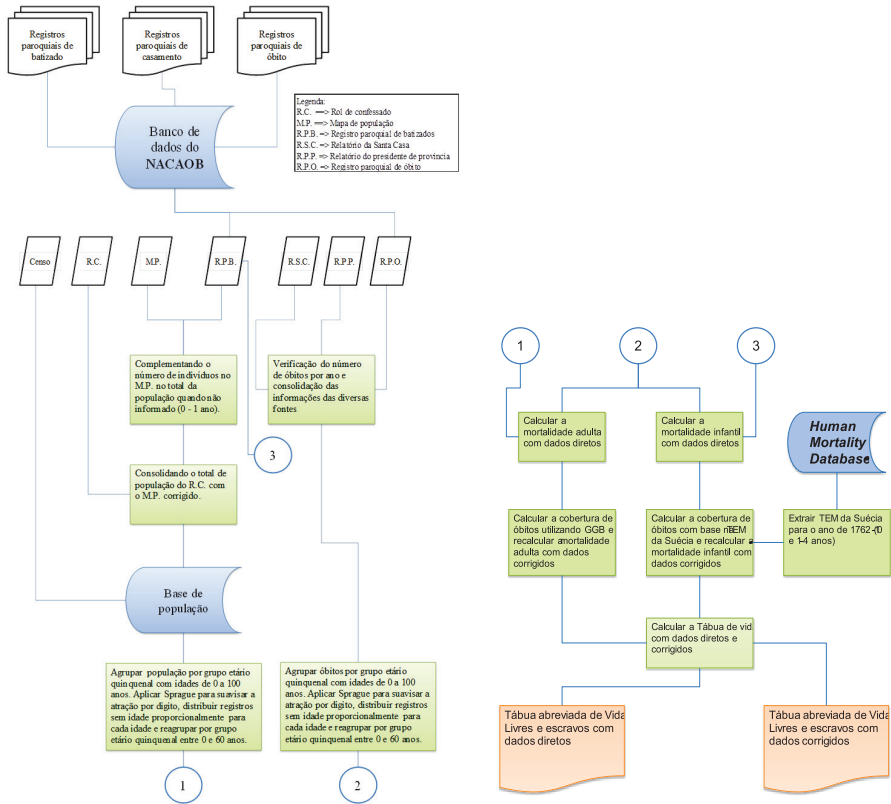 Registros
paroquiais de
batizado
Registros
paroquiais de
casamento
Registros
paroquiais de
óbito
Banco de
dados do
NACAOB
Legenda:
R.C. ==> Rol de confessado
M.P. ==> Mapa de população
R.P.B. => Registro paroquial de batizados
R.S.C. => Relatório da Santa Casa
R.P.P. => Relatório do presidente de provincia
R.P.O. => Registro paroquial de óbito
Censo
R.C.
M.P.
R.P.B.
R.S.C.
R.P.P.
R.P.O.
Complementando o
número de indivíduos no
M.P. no total da
população quando não
informado (0 - 1 ano).
Verificação do número
de óbitos por ano e
consolidação das
informações das diversas
fontes
3
Consolidando o total de
população do R.C. com
o M.P. corrigido.
Base de
população
Agrupar população por grupo etário
quinquenal com idades de 0 a 100
anos. Aplicar Sprague para suavisar a
atração por digito, distribuir registros
sem idade proporcionalmente para
cada idade e reagrupar por grupo
etário quinquenal entre 0 e 60 anos.
Agrupar óbitos por grupo etário
quinquenal com idades de 0 a 100
anos. Aplicar Sprague para suavisar a
atração por digito, distribuir registros
sem idade proporcionalmente para
cada idade e reagrupar por grupo
etário quinquenal entre 0 e 60 anos.
1
2
1
2
3
Calcular a
mortalidade adulta
com dados diretos
Calcular a
mortalidade infantil
com dados diretos
Human
Mortality
Database
Calcular a cobertura de
óbitos utilizando GGB e
recalcular a mortalidade
adulta com dados
corrigidos
Calcular a cobertura de
óbitos com base na TEM
da Suécia e recalcular a
mortalidade infantil com
dados corrigidos
Extrair TEM da Suécia
para o ano de 1762 (0
e 1-4 anos)
Calcular a Tábua de vid
com dados diretos e
corrigidos
Tábua abreviada de Vida
Livres e escravos com
dados diretos
Tábua abreviada de Vida
Livres e escravos com
dados corrigidos